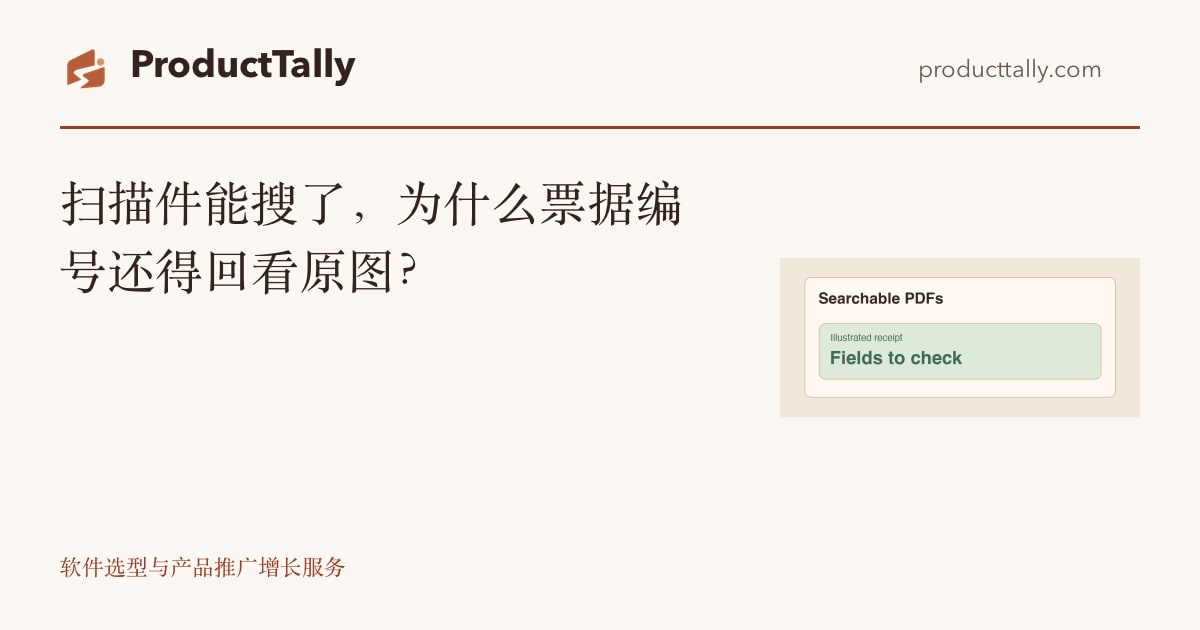 ProductTally
producttally.com
扫描件能搜了，为什么票据编
号还得回看原图？
Searchable PDFs
Illustrated receipt
Fields to check
软件选型与产品推广增长服务